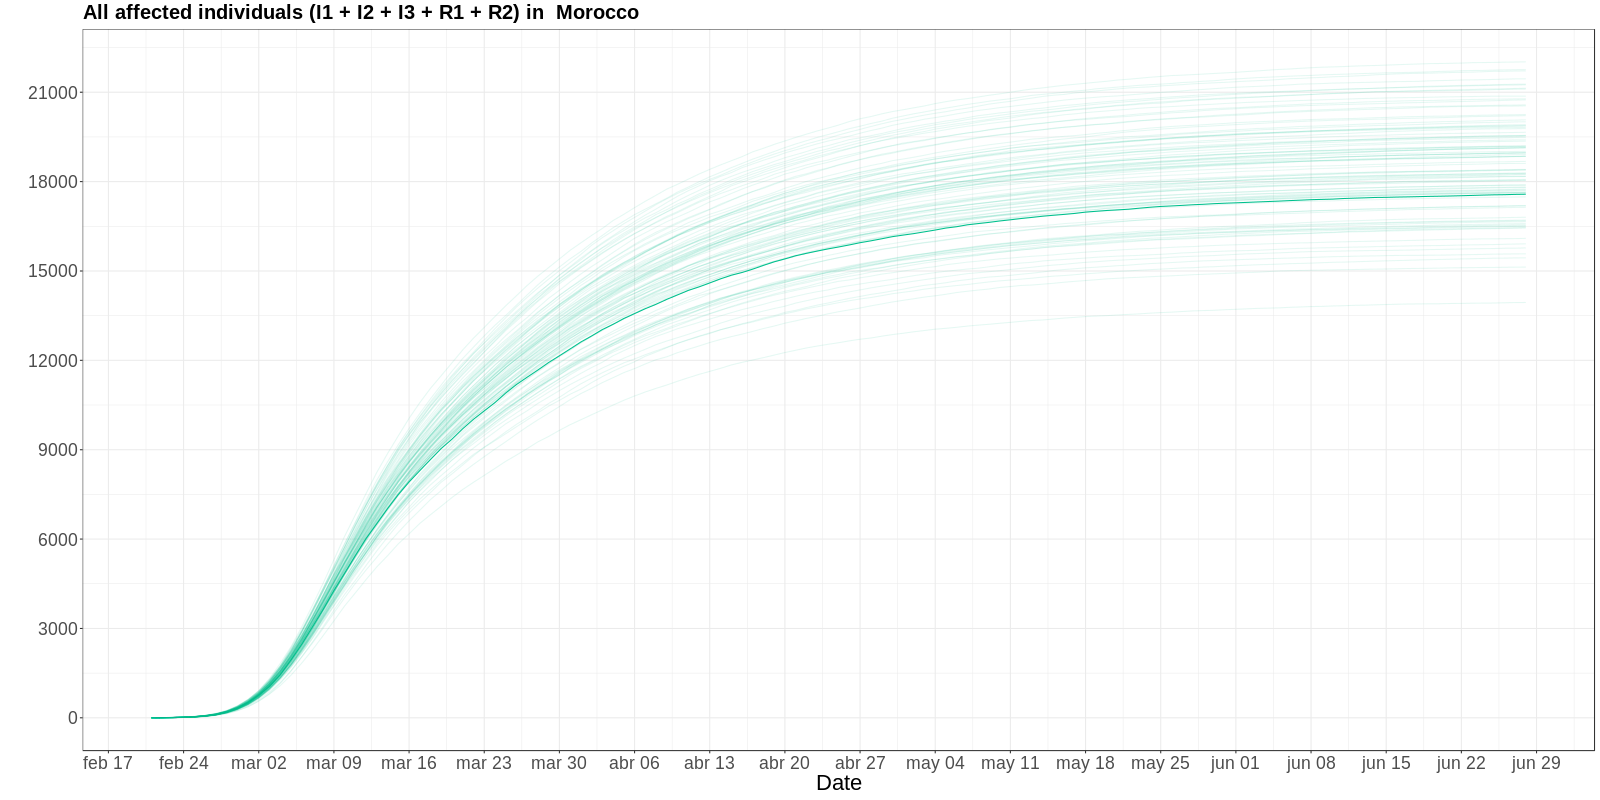 All affected individuals (I1 + I2 + I3 + R1 + R2) in  Morocco
21000
18000
15000
12000
9000
6000
3000
0
feb 17 feb 24 mar 02 mar 09 mar 16 mar 23 mar 30 abr 06 abr 13 abr 20 abr 27 may 04 may 11 may 18 may 25 jun 01 jun 08 jun 15 jun 22 jun 29
Date